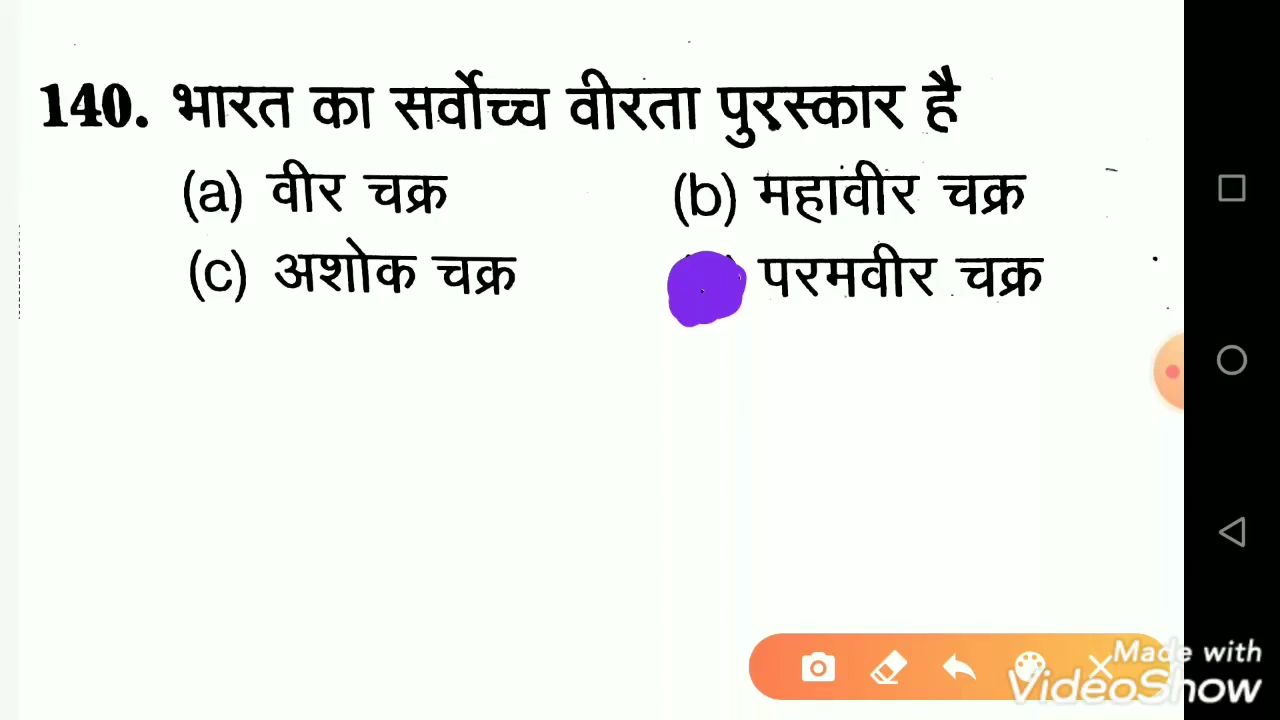 140. भारत का सर्वोच्च वीरता पुरस्कार है
(a) वीर चक्र (b) महावीर चक्र
(c) अशोक चक्र परमवीर चक्र
Made with
VideoShow